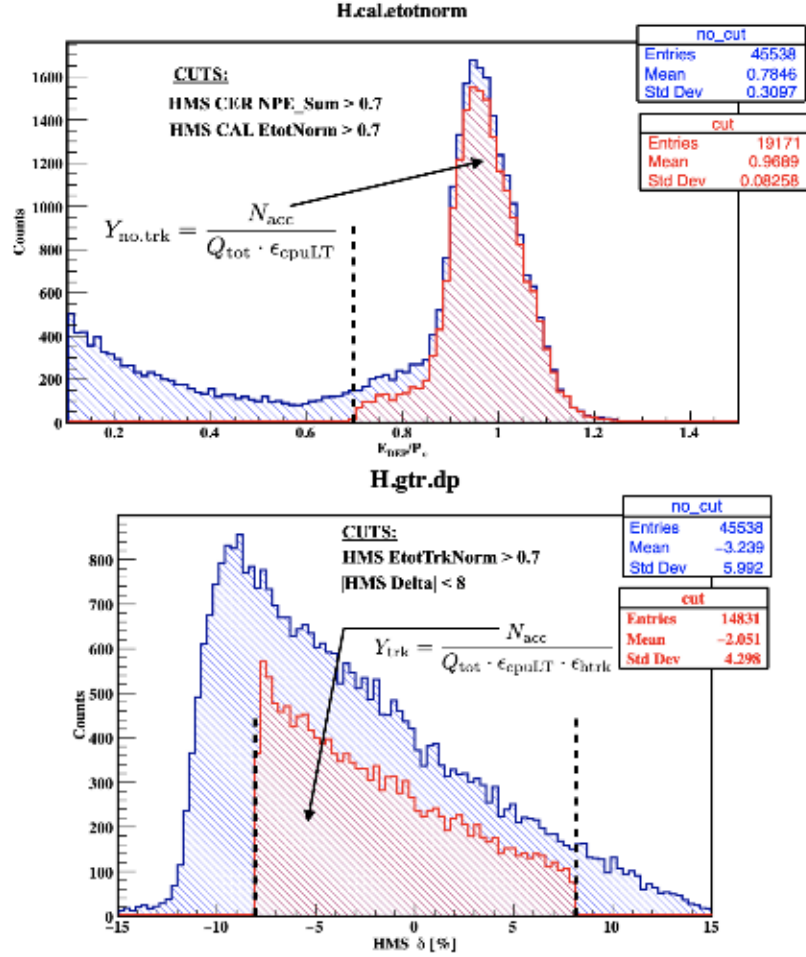 H.cal.etotnorm
no_cut
Entries 45538
Mean 0.7846
Std Dev 0.3097
cut
Entries 19171
Mean 0.9689
Std Dev 0.08258
CUTS:
HMS CER NPE_Sum > 0.7
HMS CAL EtotNorm > 0.7
Y_no.trk = N_acc / (Q_tot · ϵ_cpuLT)
Counts
1600
1400
1200
1000
800
600
400
200
0
0.2 0.4 0.6 0.8 1 1.2 1.4
E_DEP/P_c
H.gtr.dp
no_cut
Entries 45538
Mean −3.239
Std Dev 5.992
cut
Entries 14831
Mean −2.051
Std Dev 4.298
CUTS:
HMS EtotTrkNorm > 0.7
|HMS Delta| < 8
Y_trk = N_acc / (Q_tot · ϵ_cpuLT · ϵ_htrk)
Counts
800
700
600
500
400
300
200
100
0
−15 −10 −5 0 5 10 15
HMS δ [%]